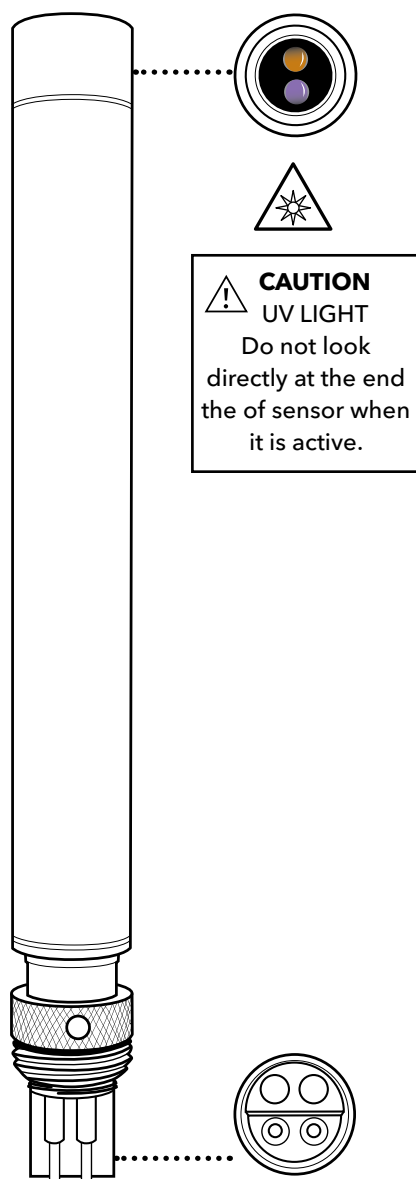 CAUTION
UV LIGHT
Do not look
directly at the end
the of sensor when
it is active.